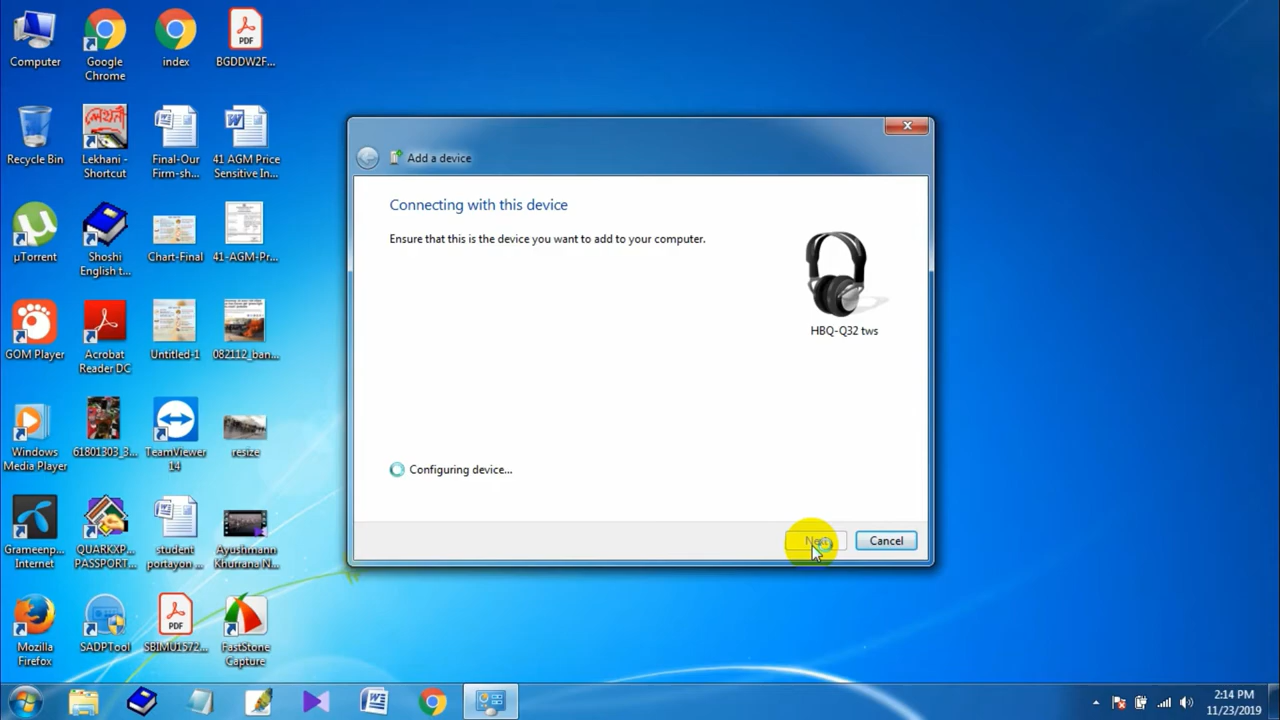 Computer
Google
Chrome
index
PDF
BGDDW2F...
Recycle Bin
লেখনী
Lekhani -
Shortcut
Final-Our
Firm-sh...
41 AGM Price
Sensitive In...
µTorrent
Shoshi
English t...
Chart-Final
41-AGM-Pr...
GOM Player
Acrobat
Reader DC
Untitled-1
082112_ban...
Windows
Media Player
61801303_3...
TeamViewer
14
resize
Grameenp...
Internet
QUARKXP...
PASSPORT...
student
portayon ...
Ayushmann
Khurrana N...
Mozilla
Firefox
SADPTool
PDF
SBIMU1572...
FastStone
Capture
Add a device
Connecting with this device
Ensure that this is the device you want to add to your computer.
HBQ-Q32 tws
Configuring device...
Cancel
2:14 PM
11/23/2019